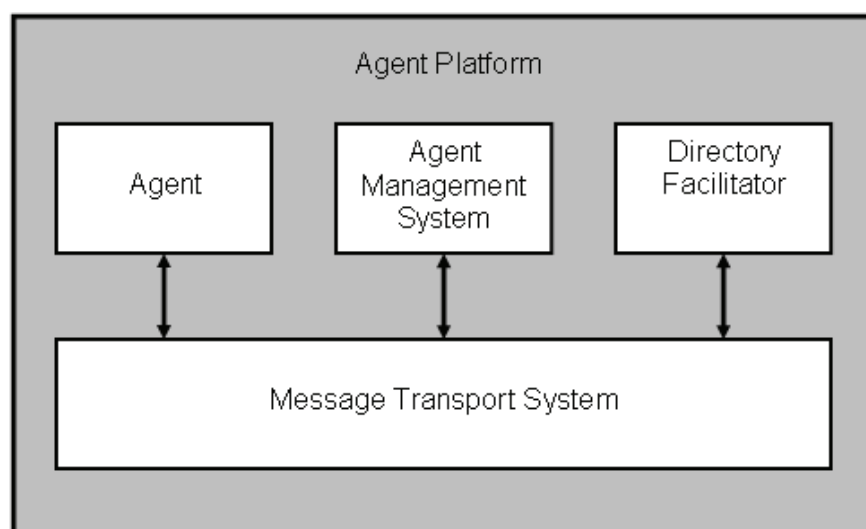 Agent Platform
Agent
Agent
Management
System
Directory
Facilitator
Message Transport System